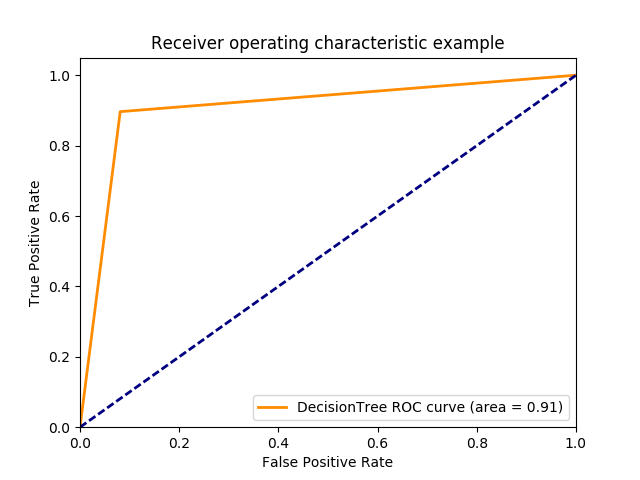 Receiver operating characteristic example
True Positive Rate
1.0
0.8
0.6
0.4
0.2
0.0
DecisionTree ROC curve (area = 0.91)
0.0 0.2 0.4 0.6 0.8 1.0
False Positive Rate